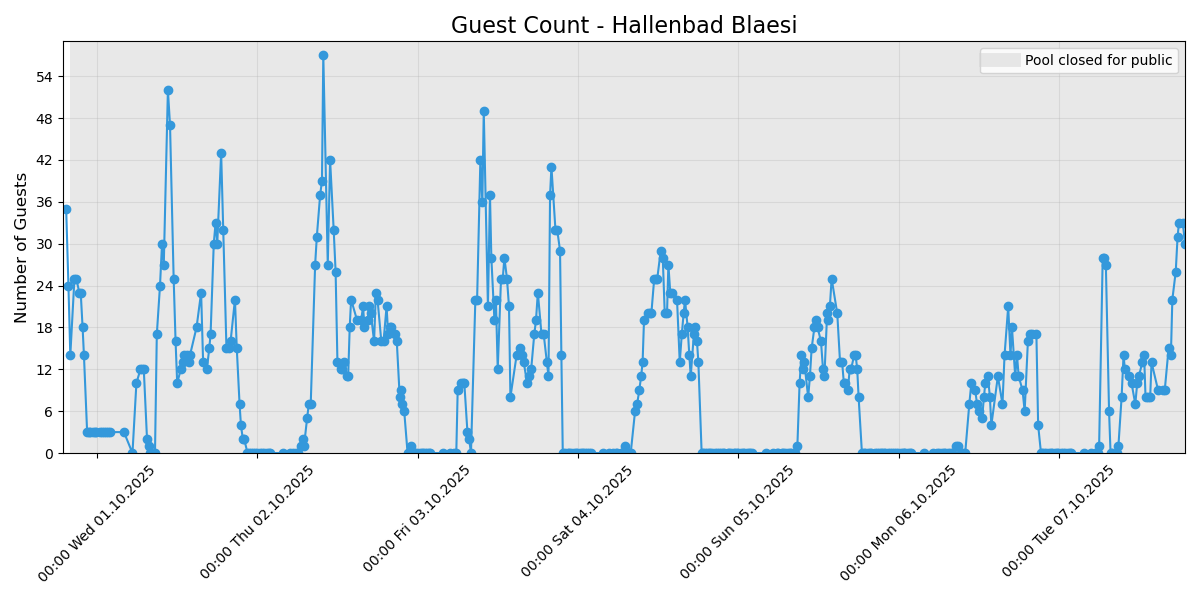 Guest Count - Hallenbad Blaesi
Pool closed for public
Number of Guests
54
48
42
36
30
24
18
12
6
0
00:00 Wed 01.10.2025
00:00 Thu 02.10.2025
00:00 Fri 03.10.2025
00:00 Sat 04.10.2025
00:00 Sun 05.10.2025
00:00 Mon 06.10.2025
00:00 Tue 07.10.2025